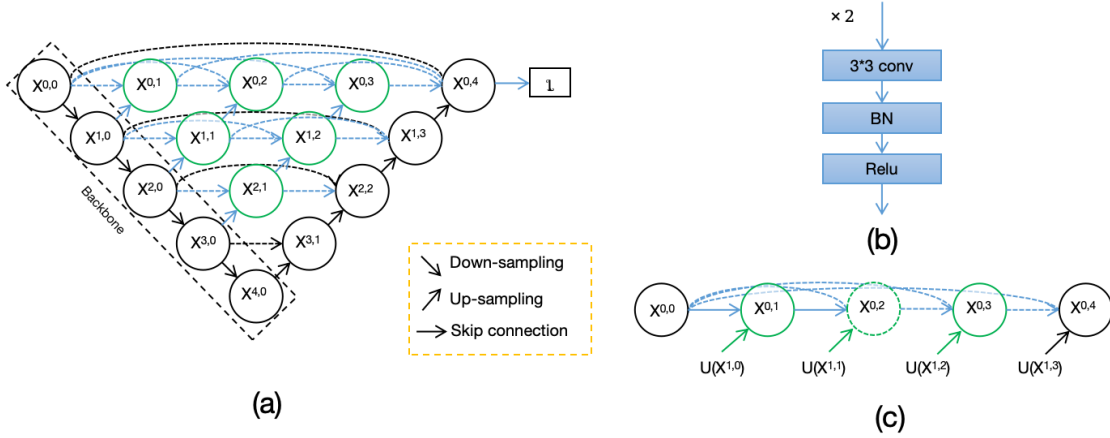 X0,0
X0,1
X0,2
X0,3
X0,4
1
X1,0
X1,1
X1,2
X1,3
X2,0
X2,1
X2,2
Backbone
X3,0
X3,1
X4,0
Down-sampling
Up-sampling
Skip connection
(a)
× 2
3*3 conv
BN
Relu
(b)
X0,0
X0,1
X0,2
X0,3
X0,4
U(X1,0)
U(X1,1)
U(X1,2)
U(X1,3)
(c)